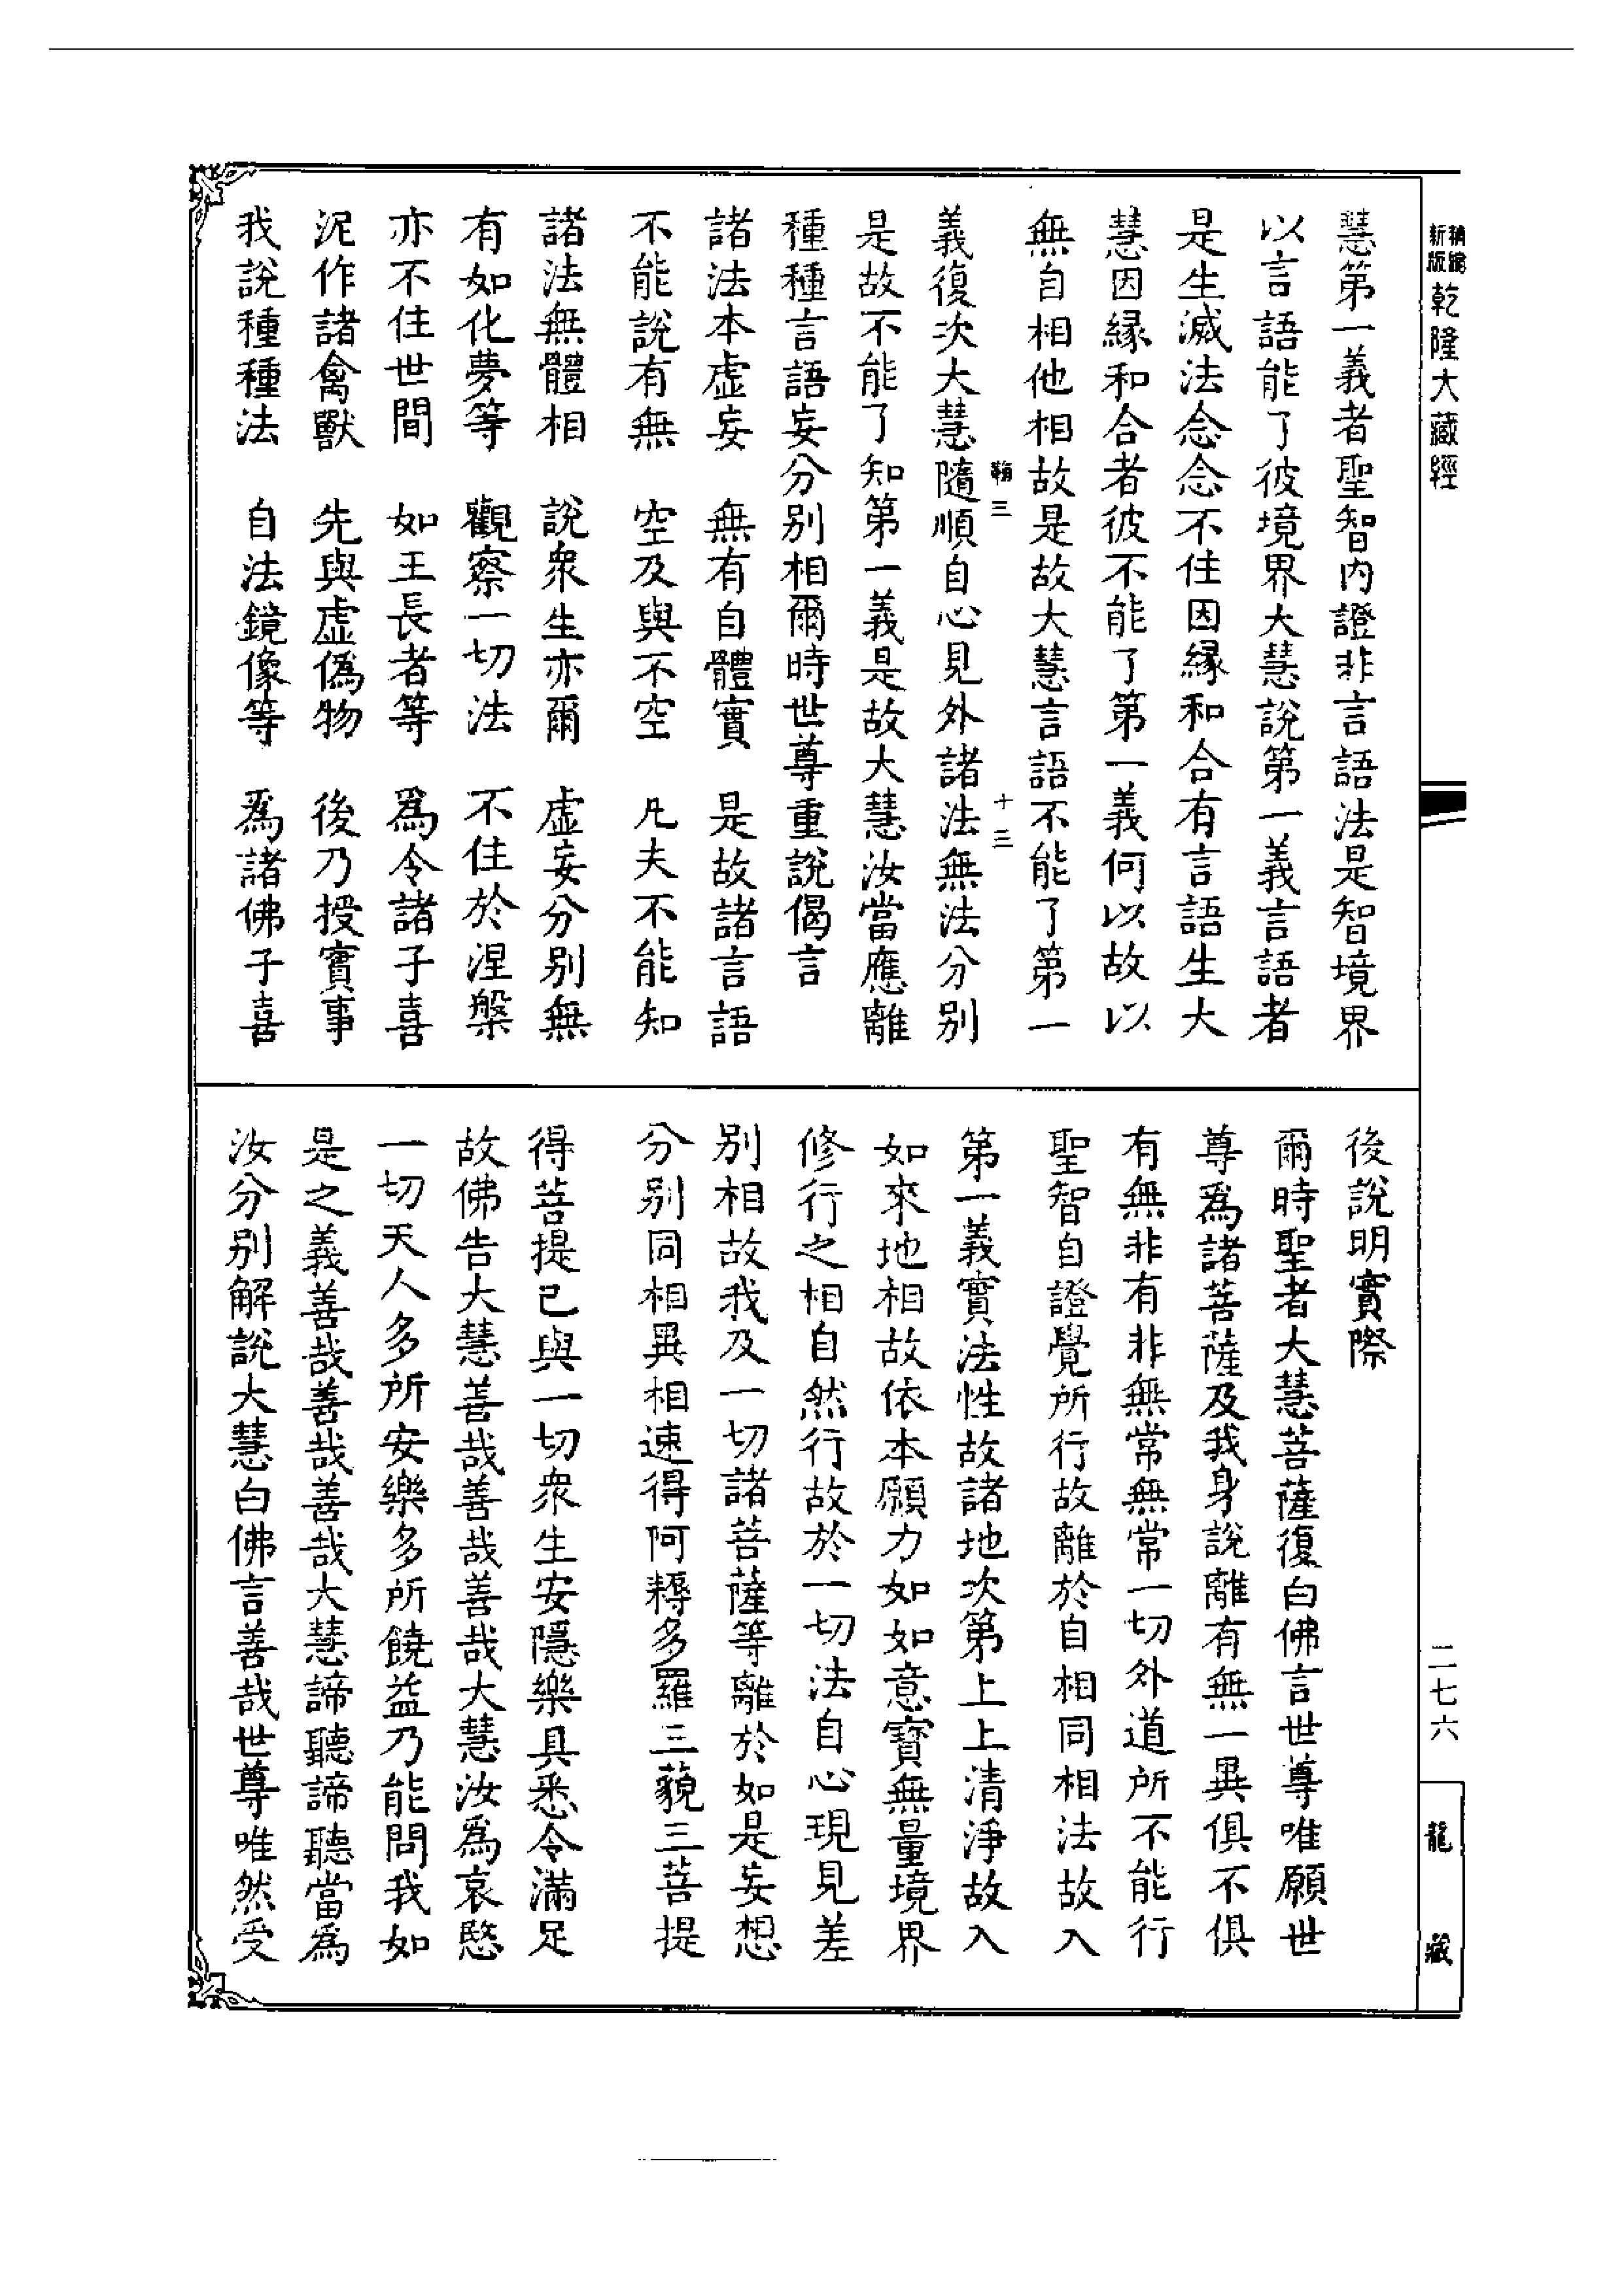 新版
精編
乾隆大藏經
慧第一義者聖智內證非言語法是智境界
以言語能了彼境界大慧說第一義言語者
是生滅法念念不住因緣和合有言語生大
慧因緣和合者彼不能了第一義何以故以
無自相他相故是故大慧言語不能了第一
鞠三 十三
義復次大慧隨順自心見外諸法無法分別
是故不能了知第一義是故大慧汝當應離
種種言語妄分別相爾時世尊重說偈言
諸法本虛妄 無有自體實 是故諸言語
不能說有無 空及與不空 凡夫不能知
諸法無體相 說衆生亦爾 虛妄分別無
有如化夢等 觀察一切法 不住於涅槃
亦不住世間 如王長者等 爲令諸子喜
泥作諸禽獸 先與虛僞物 後乃授實事
我說種種法 自法鏡像等 爲諸佛子喜
後說明實際
爾時聖者大慧菩薩復白佛言世尊唯願世
尊爲諸菩薩及我身說離有無一異俱不俱
有無非有非無常無常一切外道所不能行
聖智自證覺所行故離於自相同相法故入
第一義實法性故諸地次第上上清淨故入
如來地相故依本願力如如意寶無量境界
修行之相自然行故於一切法自心現見差
別相故我及一切諸菩薩等離於如是妄想
分別同相異相速得阿耨多羅三藐三菩提
得菩提已與一切衆生安隱樂具悉令滿足
故佛告大慧善哉善哉善哉大慧汝爲哀愍
一切天人多所安樂多所饒益乃能問我如
是之義善哉善哉善哉大慧諦聽諦聽當爲
汝分別解說大慧白佛言善哉世尊唯然受
二七六
龍藏